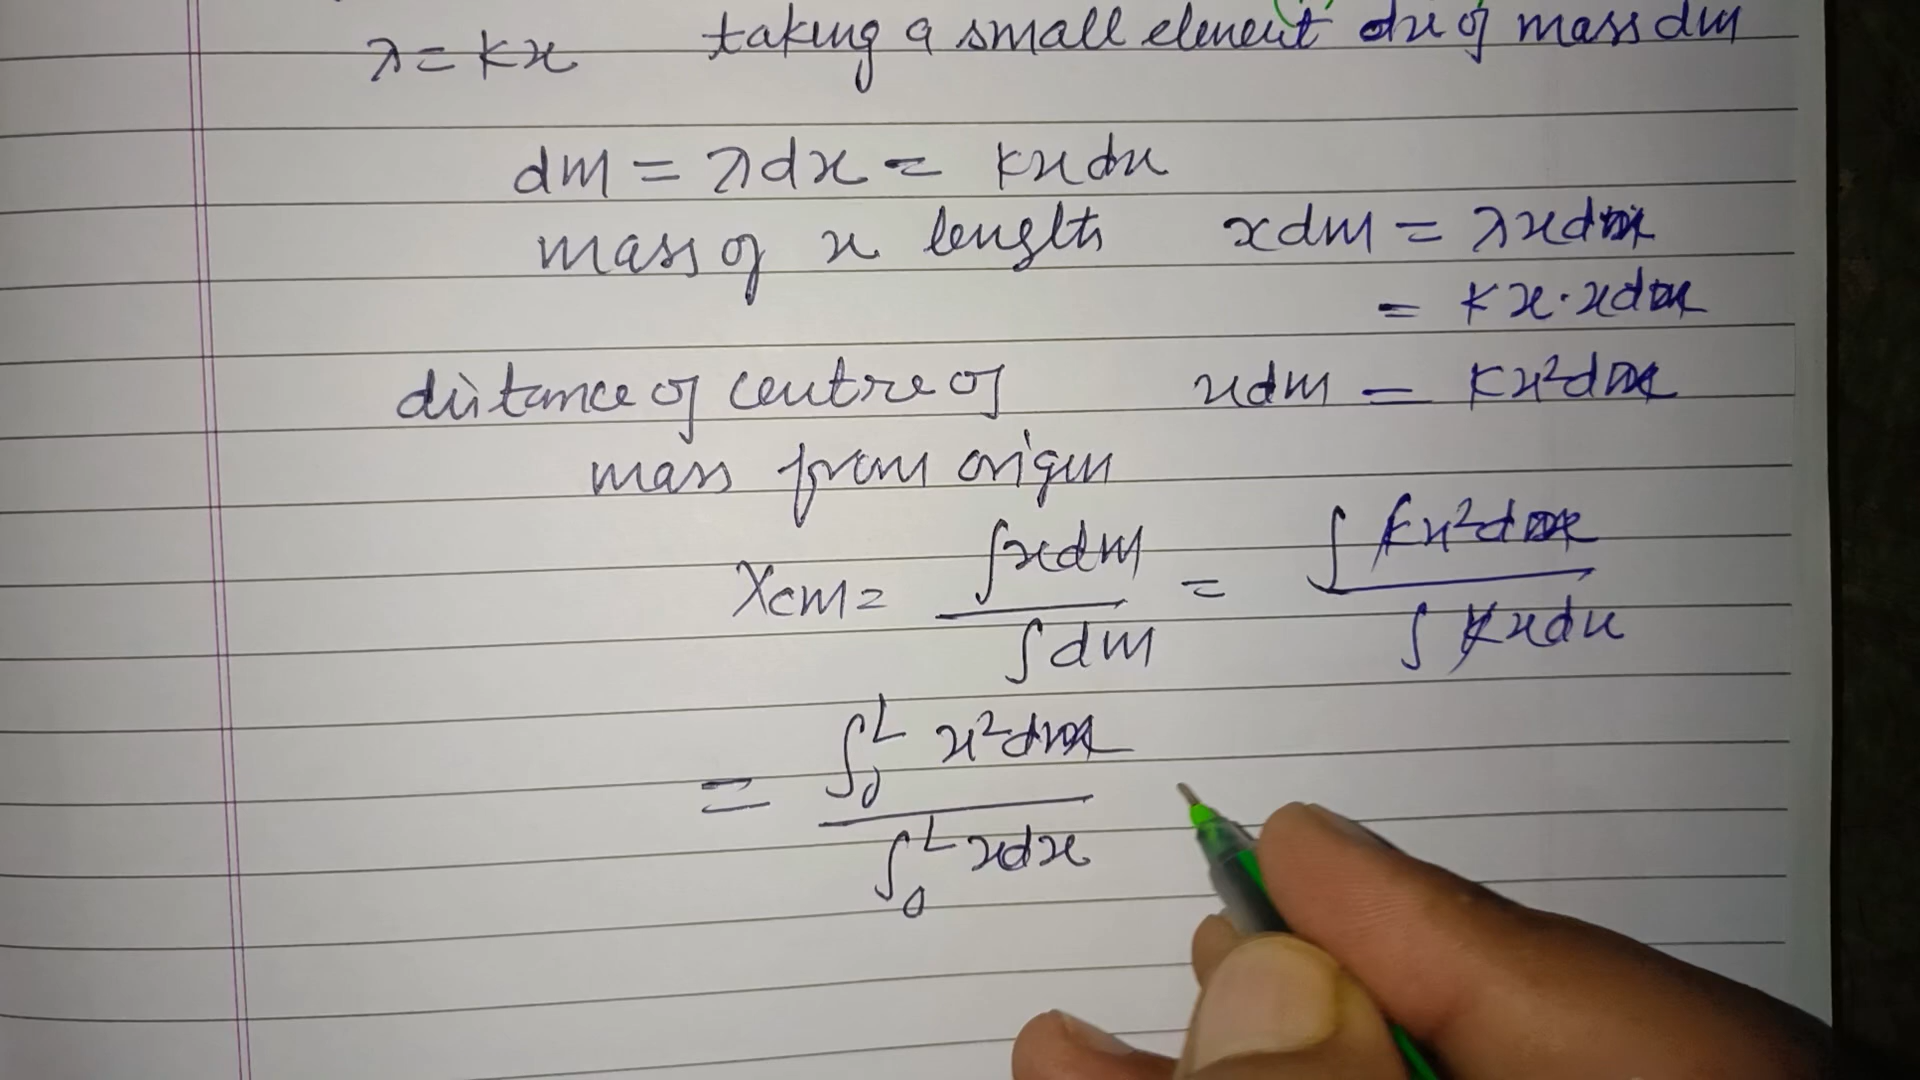 λ = kx taking a small element dx of mass dm
dm = λdx = kxdx
mass of x length xdm = λxdx
= kx·xdx
distance of centre of xdm = kx²dx
mass from origin
Xcm = ∫xdm / ∫dm = ∫kx²dx / ∫kxdx
= ∫₀ᴸ x²dx / ∫₀ᴸ xdx